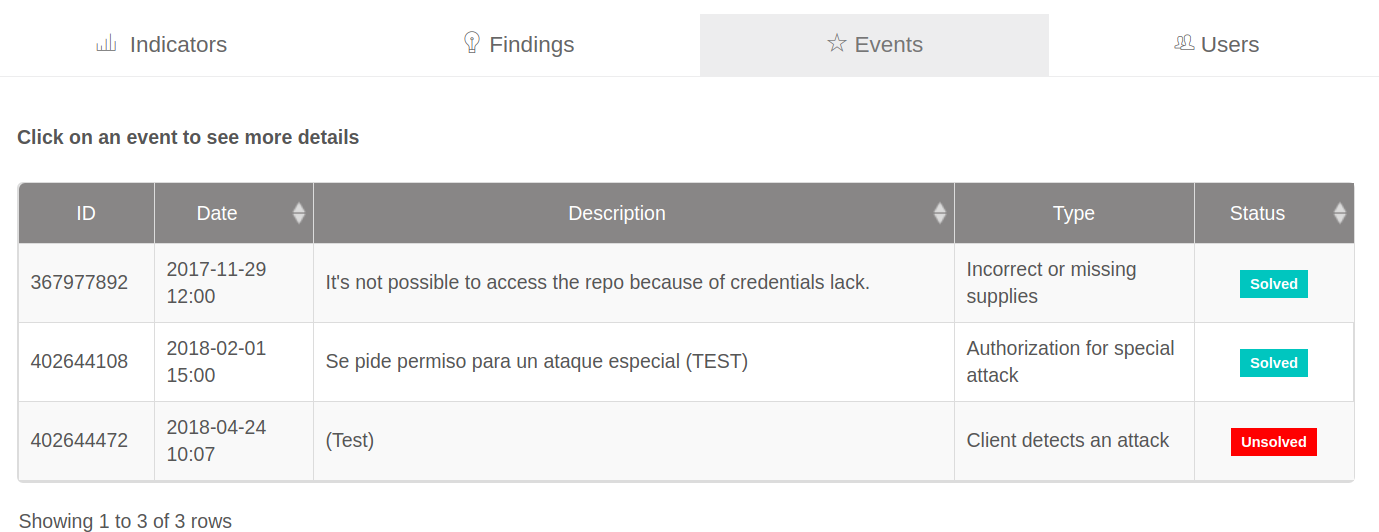 Indicators
Findings
Events
Users
Click on an event to see more details
ID
Date
Description
Type
Status
367977892
2017-11-29
12:00
It's not possible to access the repo because of credentials lack.
Incorrect or missing
supplies
Solved
402644108
2018-02-01
15:00
Se pide permiso para un ataque especial (TEST)
Authorization for special
attack
Solved
402644472
2018-04-24
10:07
(Test)
Client detects an attack
Unsolved
Showing 1 to 3 of 3 rows